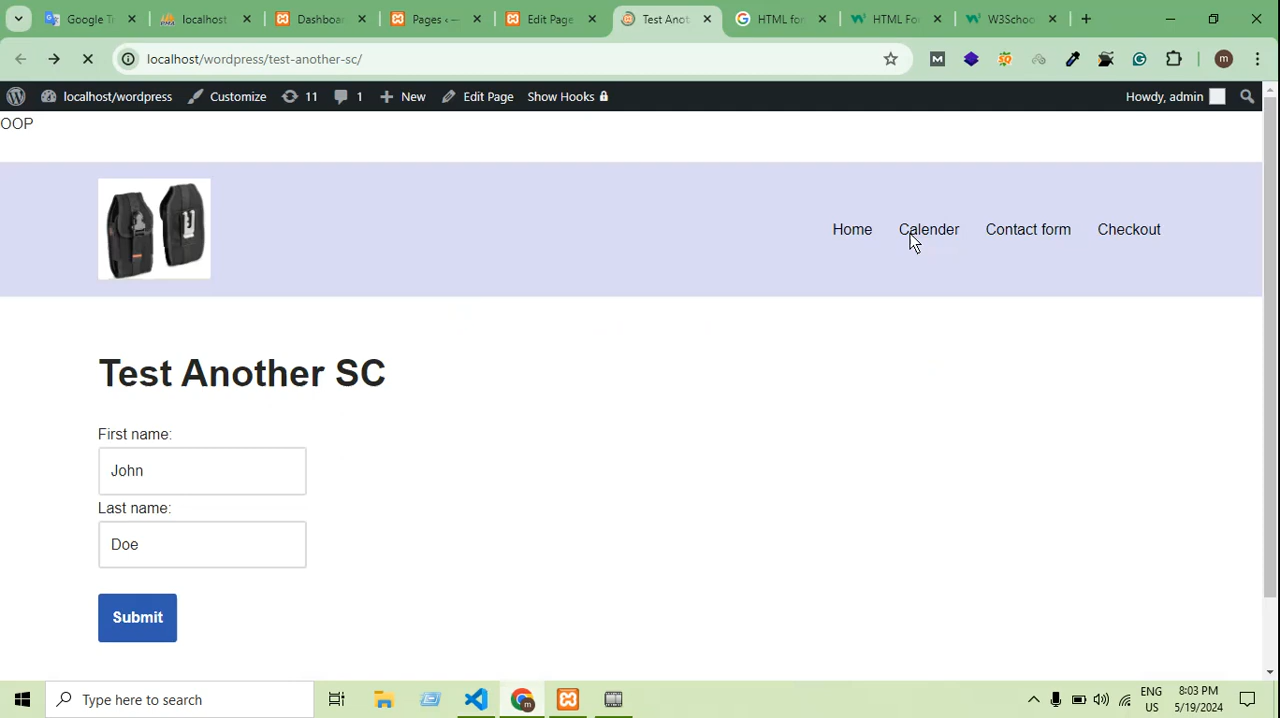 Google Tr
localhost
Dashboa
Pages ‹ —
Edit Page
Test Anot
HTML for
HTML Fo
W3Schoo
localhost/wordpress/test-another-sc/
m
localhost/wordpress
Customize
11
1
New
Edit Page
Show Hooks
Howdy, admin
OOP
Home
Calender
Contact form
Checkout
Test Another SC
First name:
John
Last name:
Doe
Submit
Type here to search
ENG
US
8:03 PM
5/19/2024